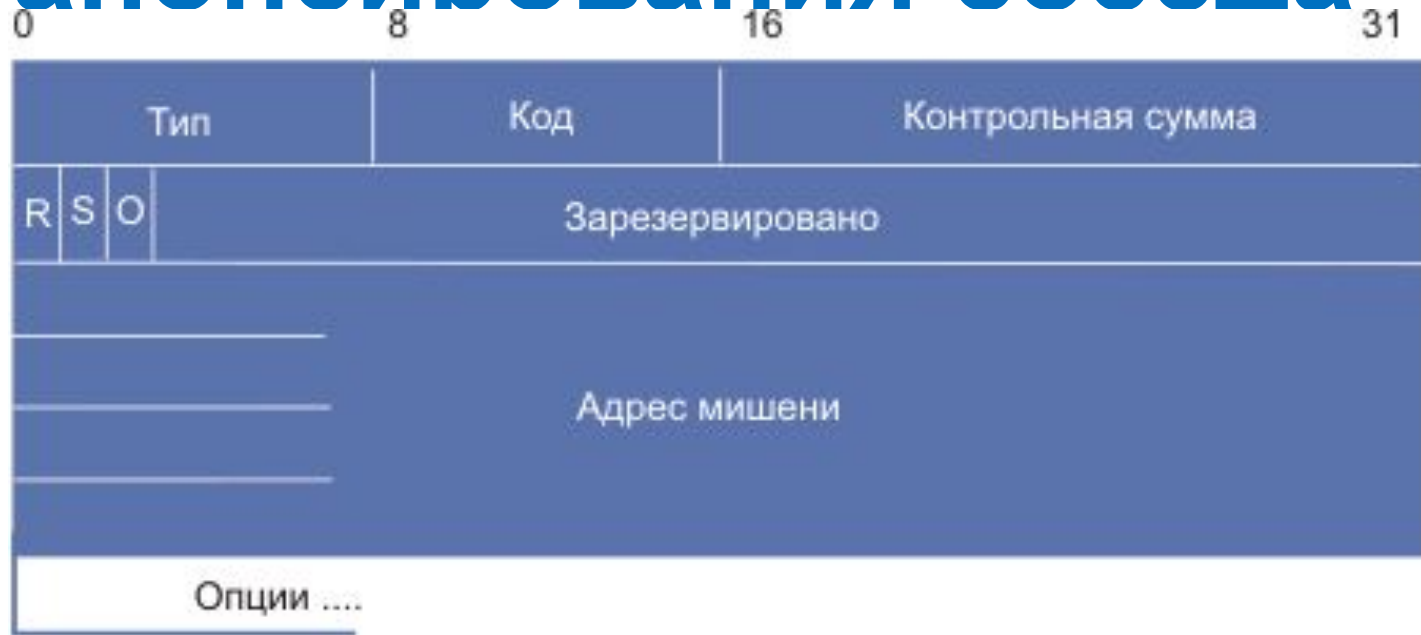 0 8 16 31
Тип Код Контрольная сумма
R S O Зарезервировано
Адрес мишени
Опции ....